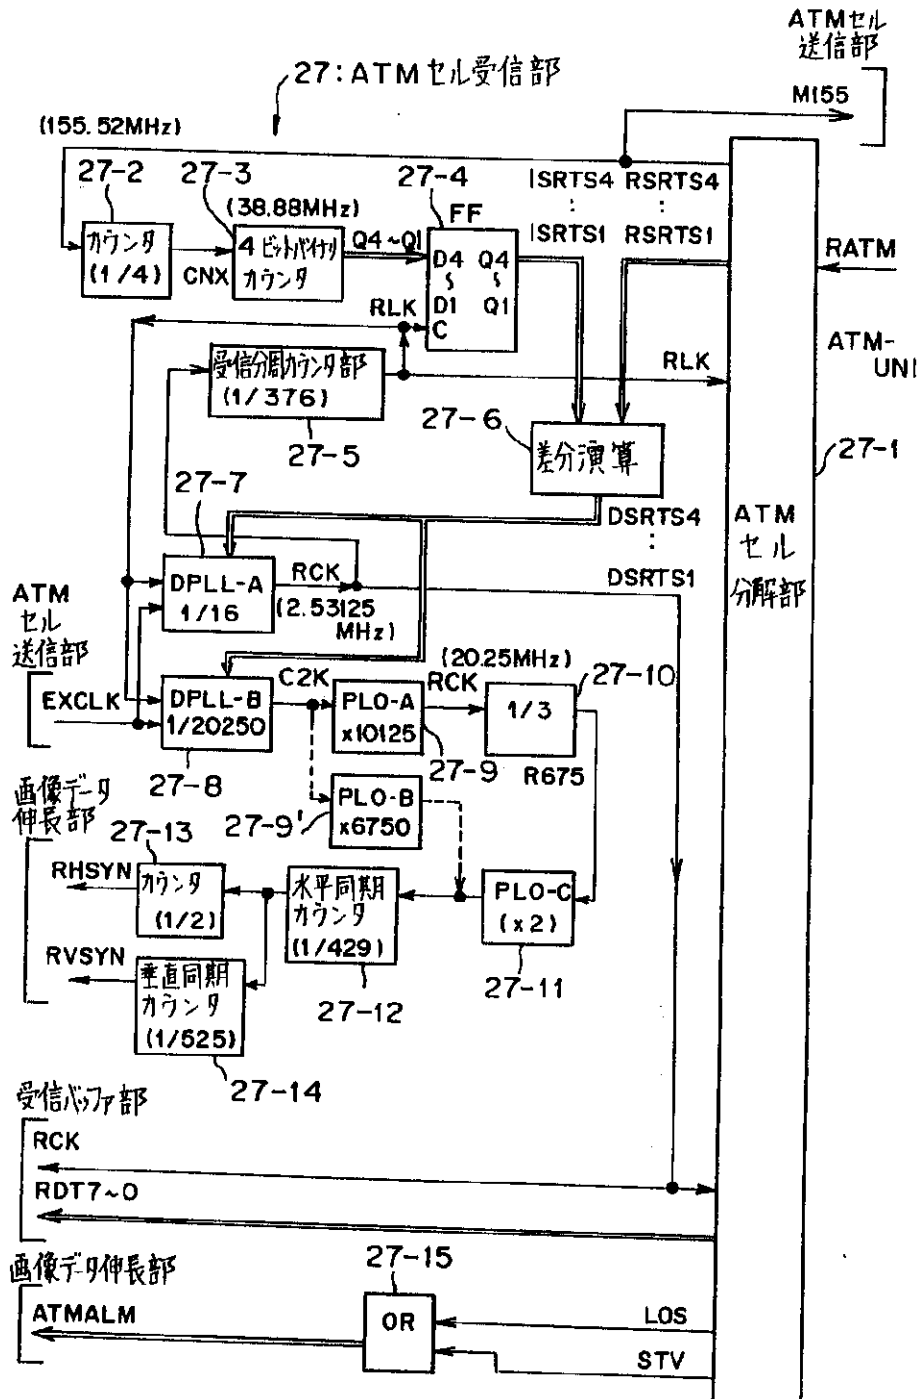 ATMセル
送信部
27:ATMセル受信部
M155
(155.52MHz)
27-2
27-3
27-4
ISRTS4 RSRTS4
:
:
ISRTS1 RSRTS1
(38.88MHz)
FF
カウンタ
(1/4)
CNX
4ビットバイナリ
カウンタ
Q4~Q1
D4 Q4
~ ~
D1 Q1
C
RLK
RATM
ATM-
UNI
受信分周カウンタ部
(1/376)
RLK
27-5
27-6
差分演算
27-1
27-7
DSRTS4
:
DSRTS1
ATM
セル
分解部
DPLL-A
1/16
RCK
(2.53125
MHz)
ATM
セル
送信部
EXCLK
DPLL-B
1/20250
C2K
(20.25MHz)
RCK
PLO-A
x10125
1/3
27-10
27-8
27-9
R675
画像データ
伸長部
PLO-B
x6750
27-9'
27-13
RHSYN
カウンタ
(1/2)
水平同期
カウンタ
(1/429)
PLO-C
(x2)
RVSYN
垂直同期
カウンタ
(1/525)
27-12
27-11
27-14
受信バッファ部
RCK
RDT7~0
画像データ伸長部
27-15
ATMALM
OR
LOS
STV